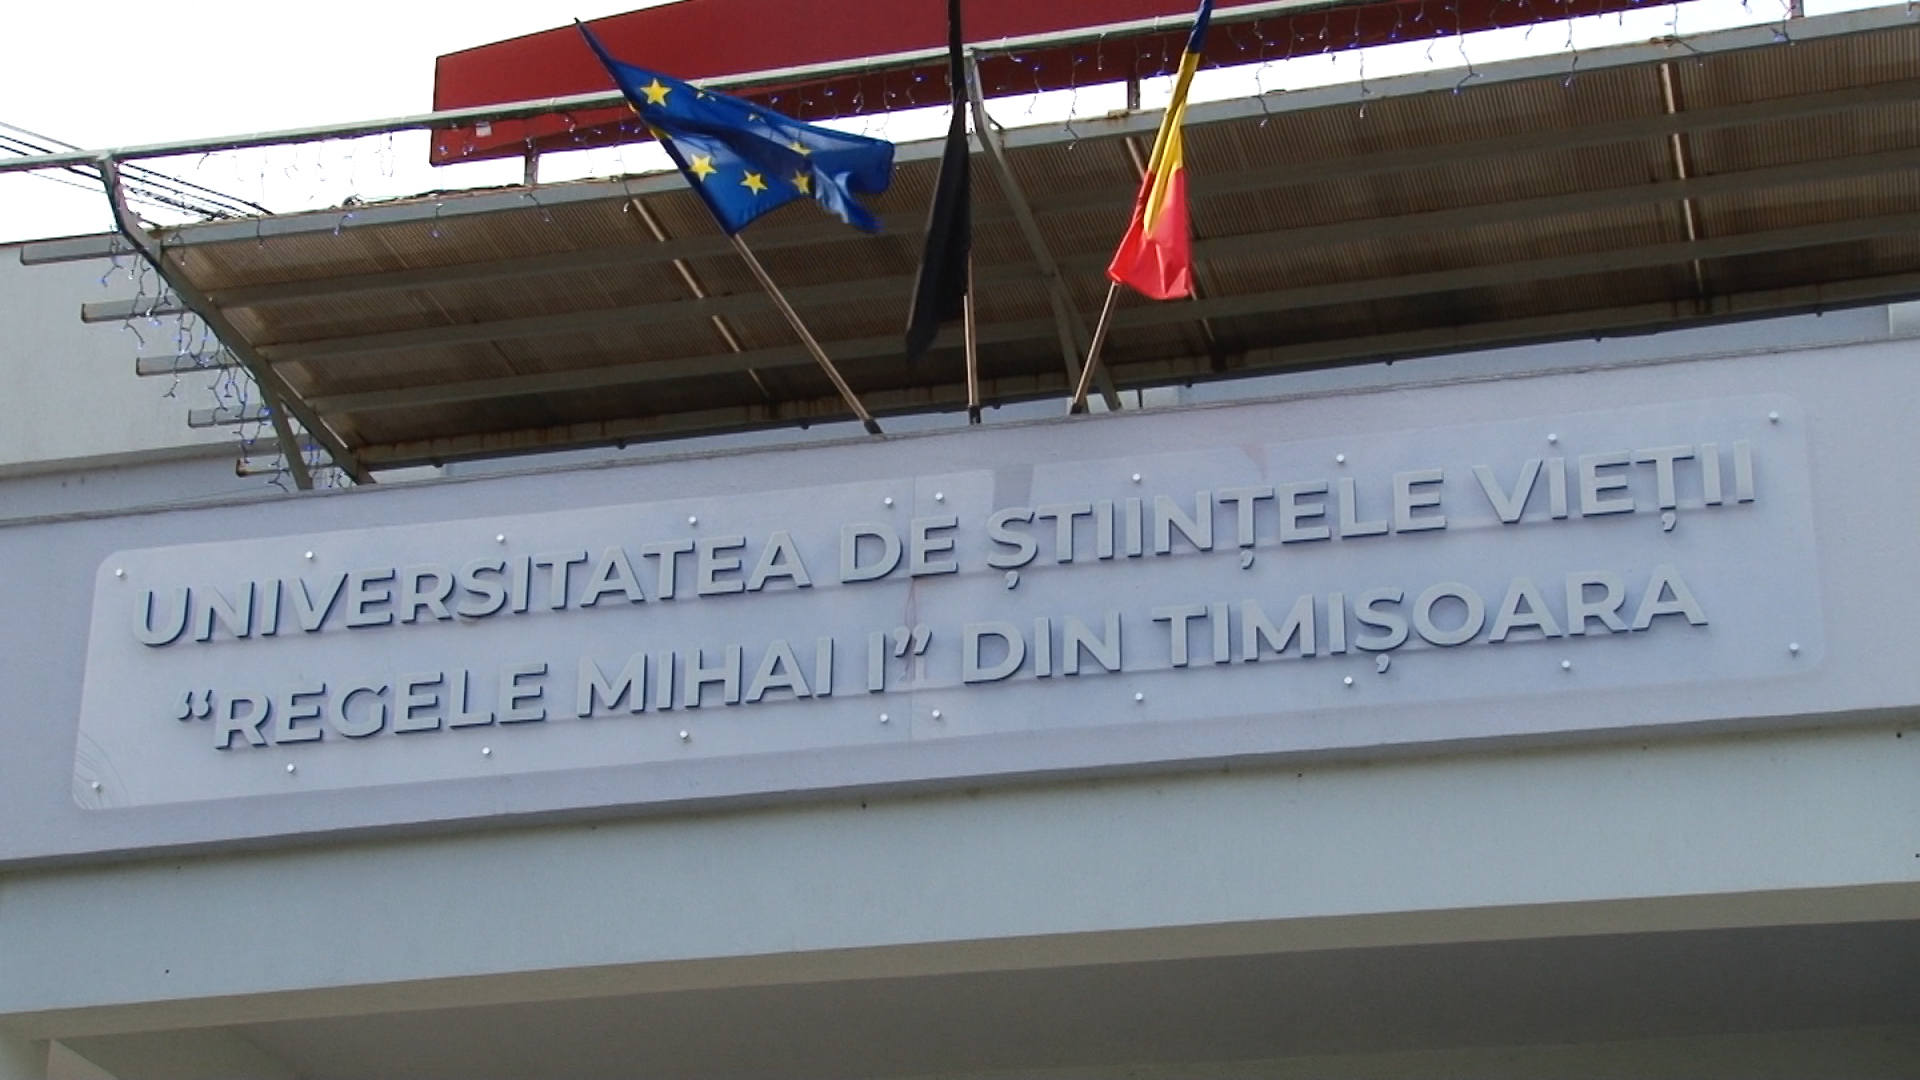 UNIVERSITATEA DE ȘTIINȚELE VIEȚII
“REGELE MIHAI I” DIN TIMIȘOARA